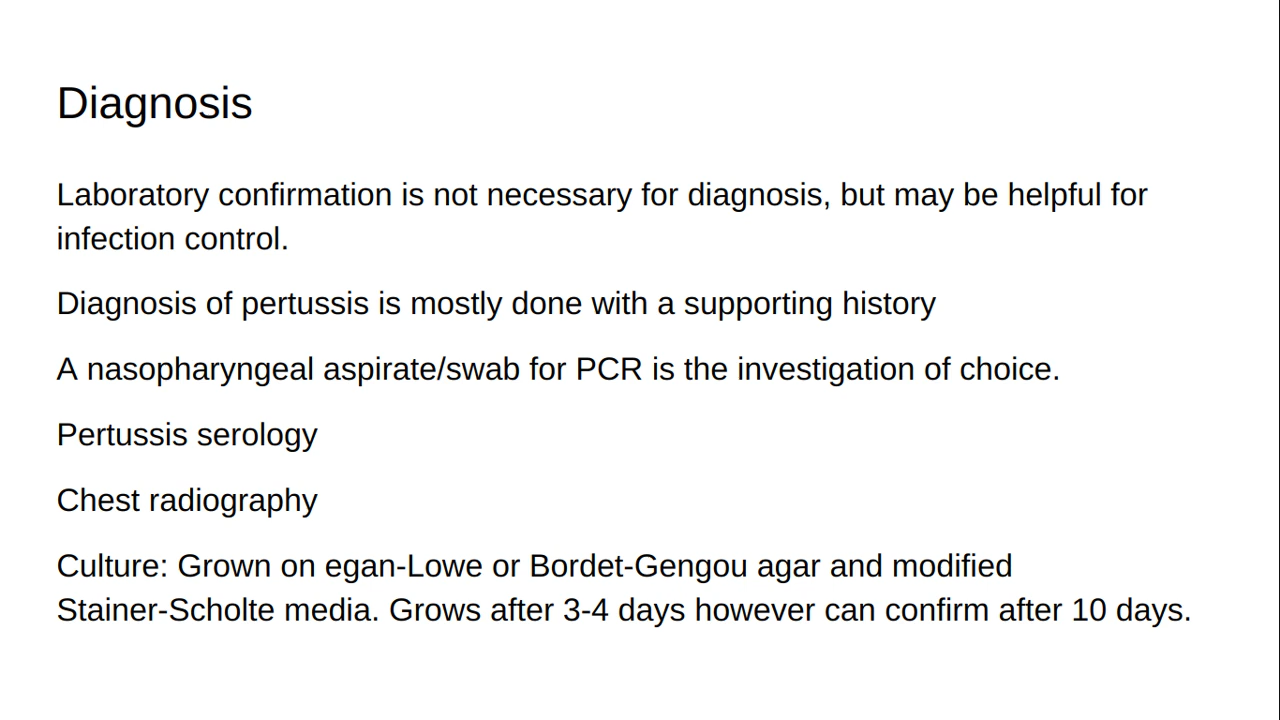 Diagnosis
Laboratory confirmation is not necessary for diagnosis, but may be helpful for
infection control.
Diagnosis of pertussis is mostly done with a supporting history
A nasopharyngeal aspirate/swab for PCR is the investigation of choice.
Pertussis serology
Chest radiography
Culture: Grown on egan-Lowe or Bordet-Gengou agar and modified
Stainer-Scholte media. Grows after 3-4 days however can confirm after 10 days.